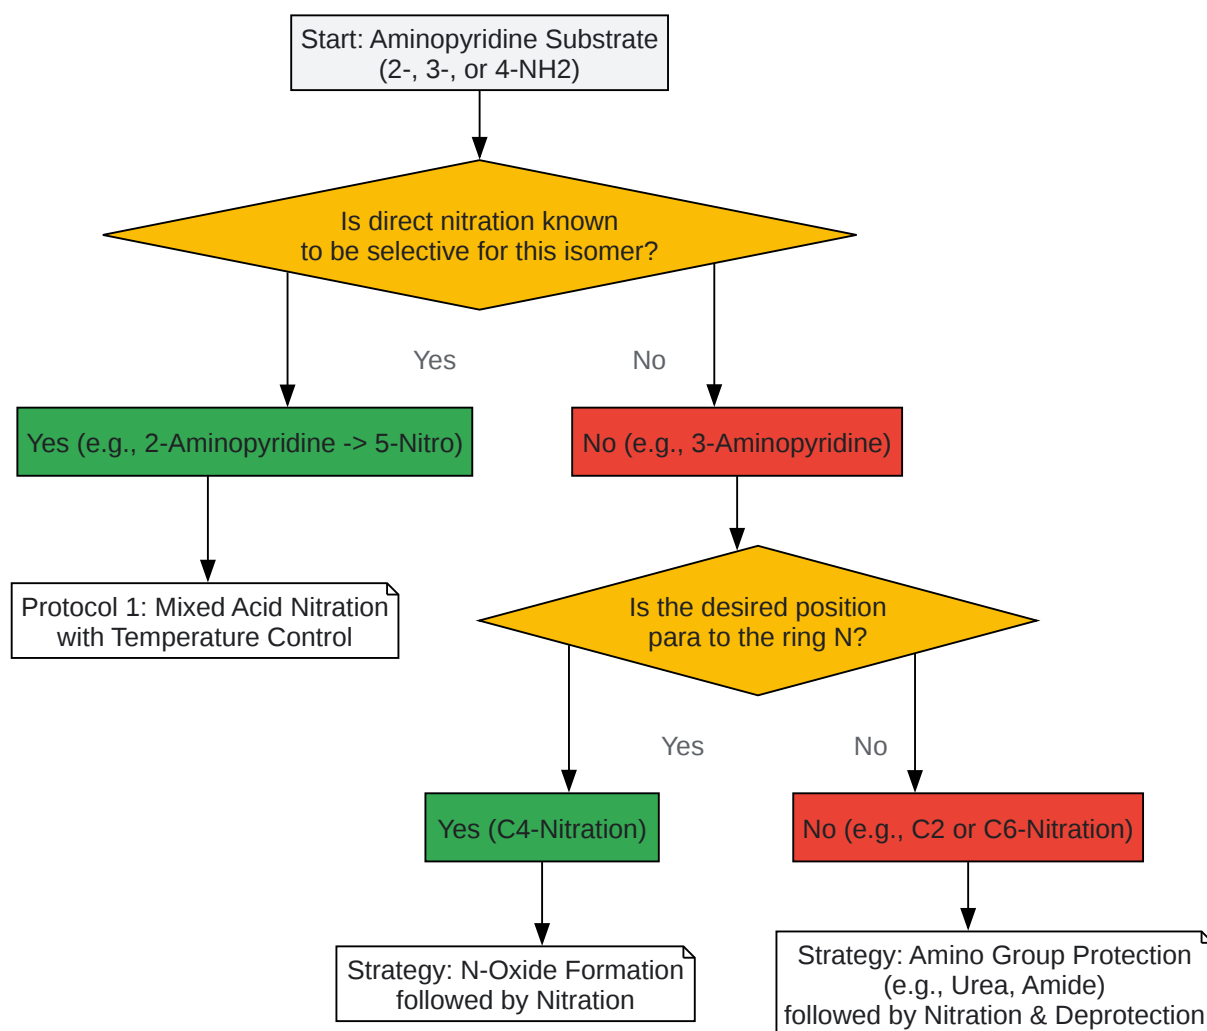 Start: Aminopyridine Substrate
(2-, 3-, or 4-NH2)
Is direct nitration known
to be selective for this isomer?
Yes
No
Yes (e.g., 2-Aminopyridine -> 5-Nitro)
No (e.g., 3-Aminopyridine)
Protocol 1: Mixed Acid Nitration
with Temperature Control
Is the desired position
para to the ring N?
Yes
No
Yes (C4-Nitration)
No (e.g., C2 or C6-Nitration)
Strategy: N-Oxide Formation
followed by Nitration
Strategy: Amino Group Protection
(e.g., Urea, Amide)
followed by Nitration & Deprotection